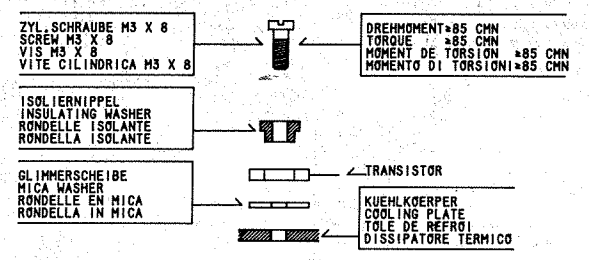 ZYL.SCHRAUBE M3 X 8
SCREW M3 X 8
VIS M3 X 8
VITE CILINDRICA M3 X 8
DREHMOMENT≥85 CMN
TORQUE ≥85 CMN
MOMENT DE TORSION ≥85 CMN
MOMENTO DI TORSIONI≥85 CMN
ISOLIERNIPPEL
INSULATING WASHER
RONDELLE ISOLANTE
RONDELLA ISOLANTE
TRANSISTOR
GLIMMERSCHEIBE
MICA WASHER
RONDELLE EN MICA
RONDELLA IN MICA
KUEHLKOERPER
COOLING PLATE
TOLE DE REFROI
DISSIPATORE TERMICO